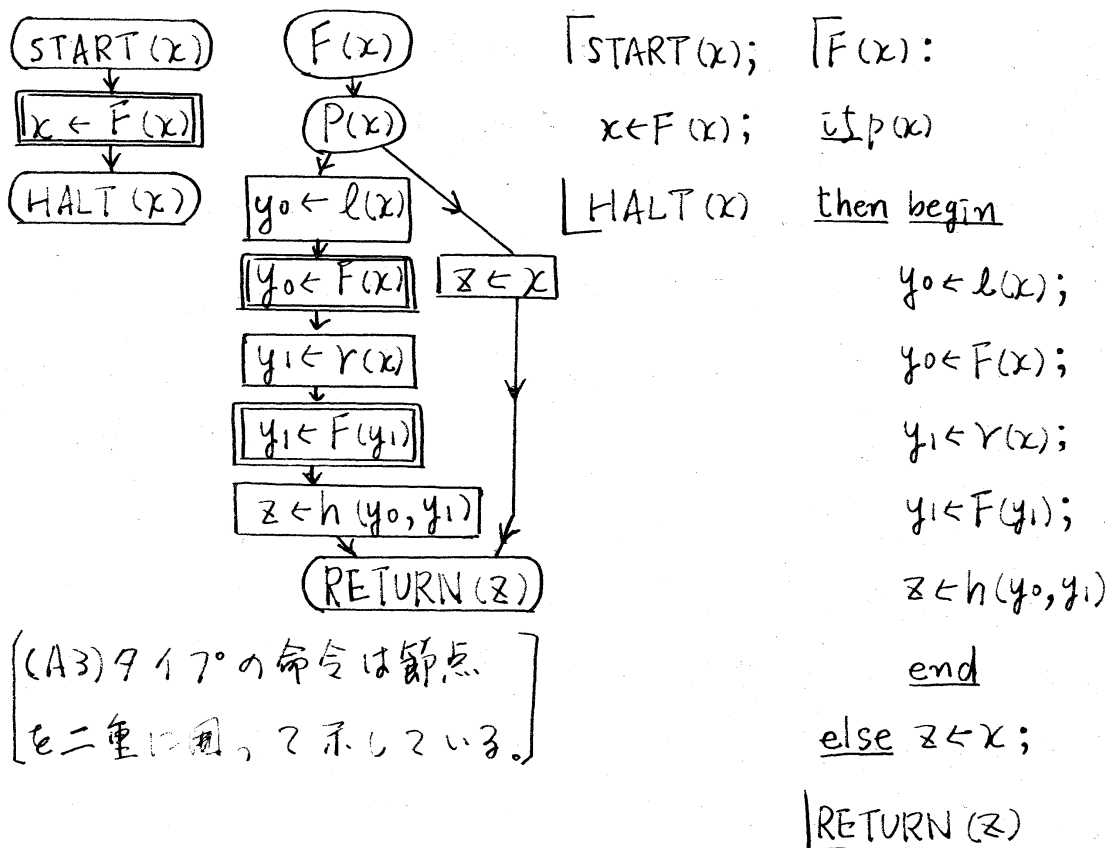 START(x)
x ← F(x)
HALT(x)
F(x)
P(x)
y₀ ← l(x)
y₀ ← F(x)
y₁ ← r(x)
y₁ ← F(y₁)
z ← h(y₀, y₁)
z ← x
RETURN(z)
(A3)タイプの命令は節点
を二重に囲って示している。
START(x);
x ← F(x);
HALT(x)
F(x):
if p(x)
then begin
y₀ ← l(x);
y₀ ← F(x);
y₁ ← r(x);
y₁ ← F(y₁);
z ← h(y₀, y₁)
end
else z ← x;
RETURN(z)